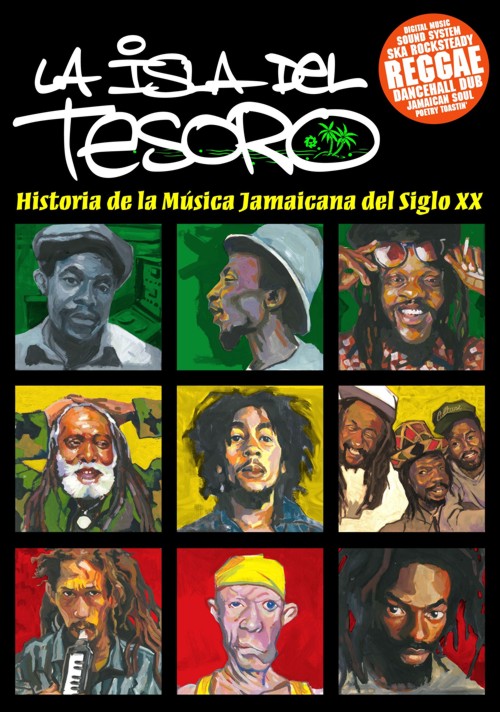 LA ISLA DEL
TESORO
DIGITAL MUSIC
SOUND SYSTEM
SKA ROCKSTEADY
REGGAE
DANCEHALL DUB
JAMAICAN SOUL
POETRY TOASTIN'
Historia de la Música Jamaicana del Siglo XX
Culture